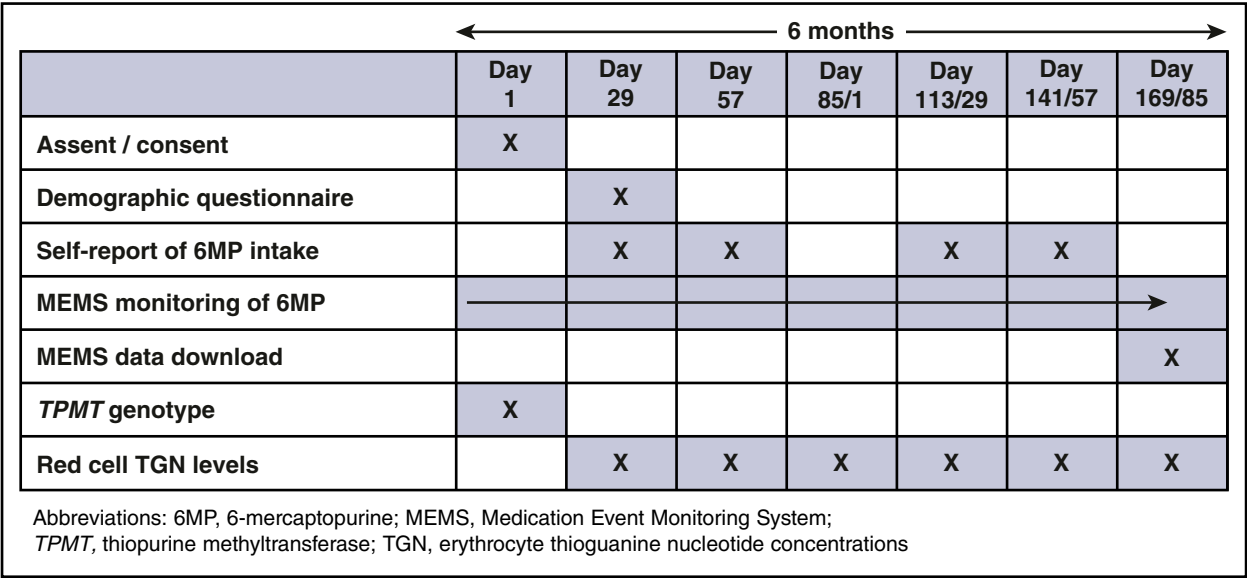 6 months
Day 1 Day 29 Day 57 Day 85/1 Day 113/29 Day 141/57 Day 169/85
Assent / consent X
Demographic questionnaire X
Self-report of 6MP intake X X X X
MEMS monitoring of 6MP
MEMS data download X
TPMT genotype X
Red cell TGN levels X X X X X X
Abbreviations: 6MP, 6-mercaptopurine; MEMS, Medication Event Monitoring System;
TPMT, thiopurine methyltransferase; TGN, erythrocyte thioguanine nucleotide concentrations